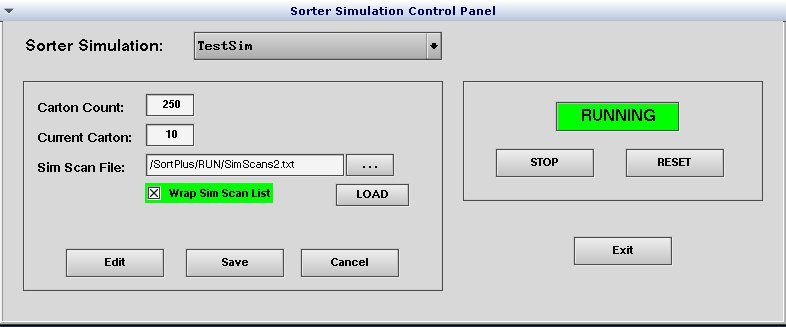 Sorter Simulation Control Panel
Sorter Simulation: TestSim
Carton Count: 250
Current Carton: 10
Sim Scan File: /SortPlus/RUN/SimScans2.txt ...
Wrap Sim Scan List LOAD
Edit Save Cancel
RUNNING
STOP RESET
Exit